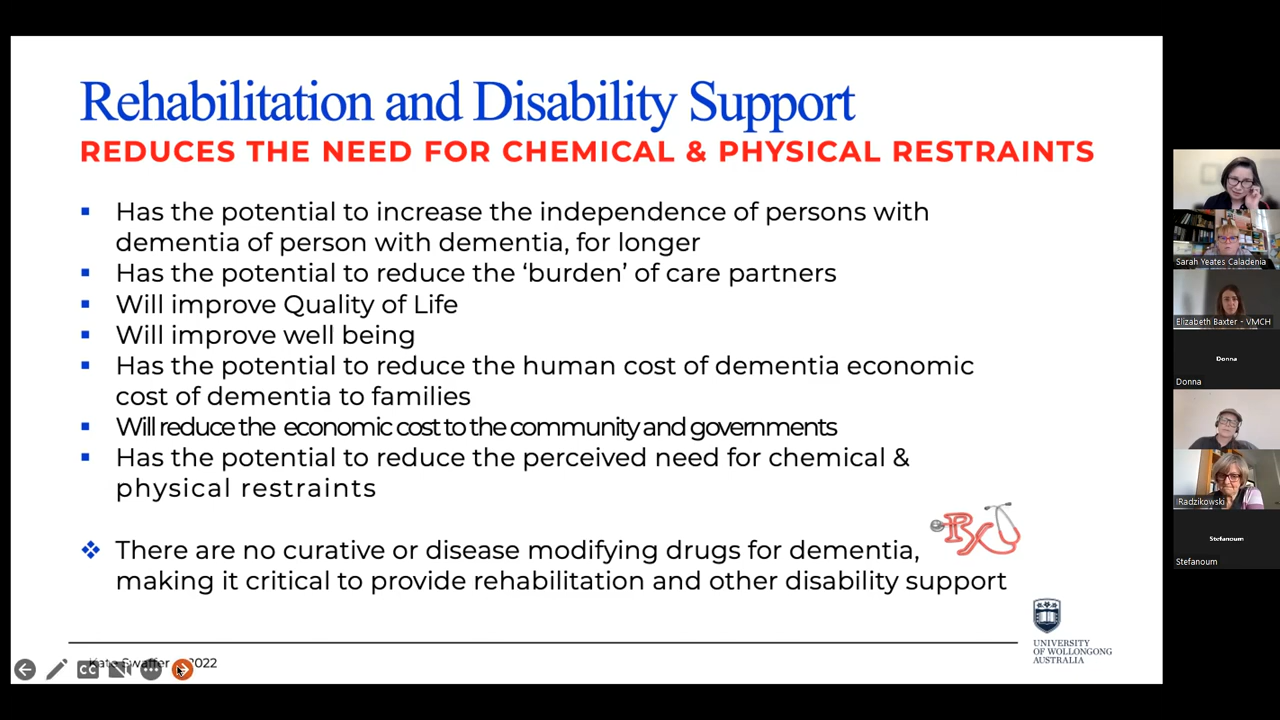 Rehabilitation and Disability Support
REDUCES THE NEED FOR CHEMICAL & PHYSICAL RESTRAINTS
Has the potential to increase the independence of persons with
dementia of person with dementia, for longer
Has the potential to reduce the ‘burden’ of care partners
Will improve Quality of Life
Will improve well being
Has the potential to reduce the human cost of dementia economic
cost of dementia to families
Will reduce the economic cost to the community and governments
Has the potential to reduce the perceived need for chemical &
physical restraints
Rx
There are no curative or disease modifying drugs for dementia,
making it critical to provide rehabilitation and other disability support
UNIVERSITY
OF WOLLONGONG
AUSTRALIA
2022
CC
Sarah Yeates Caladenia
Elizabeth Baxter - VMCH
Donna
Donna
IRadzikowski
Stefanoum
Stefanoum